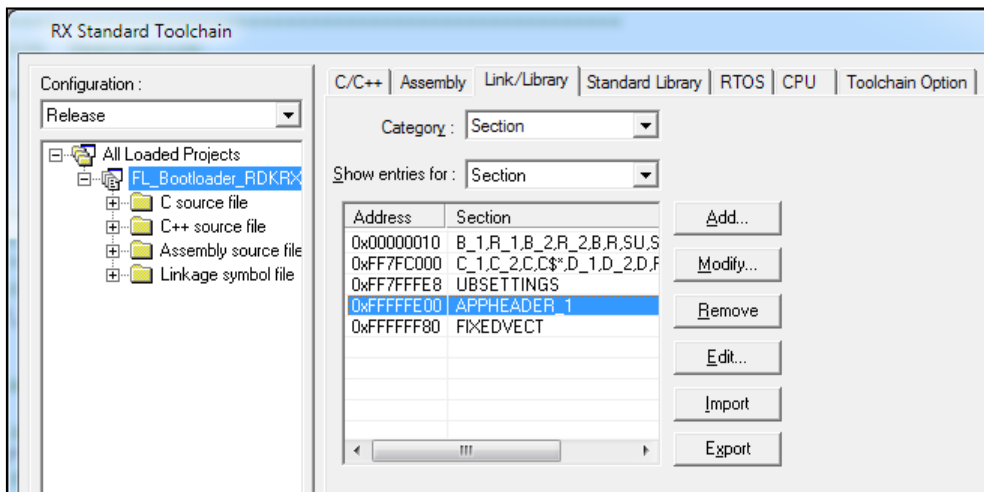 RX Standard Toolchain
Configuration :
Release
All Loaded Projects
FL_Bootloader_RDKRX
C source file
C++ source file
Assembly source file
Linkage symbol file
C/C++ Assembly Link/Library Standard Library RTOS CPU Toolchain Option
Category : Section
Show entries for : Section
Address Section
0x00000010 B_1,R_1,B_2,R_2,B,R,SU,S
0xFF7FC000 C_1,C_2,C,C$*,D_1,D_2,D,F
0xFF7FFFE8 UBSETTINGS
0xFFFFFE00 APPHEADER_1
0xFFFFFF80 FIXEDVECT
Add...
Modify...
Remove
Edit...
Import
Export